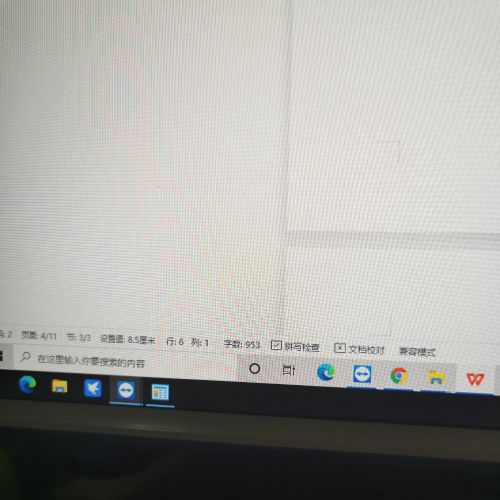 码: 2 页面: 4/11 节: 3/3 设置值: 8.5厘米 行: 6 列: 1 字数: 953 拼写检查 文档校对 兼容模式
在这里输入你要搜索的内容